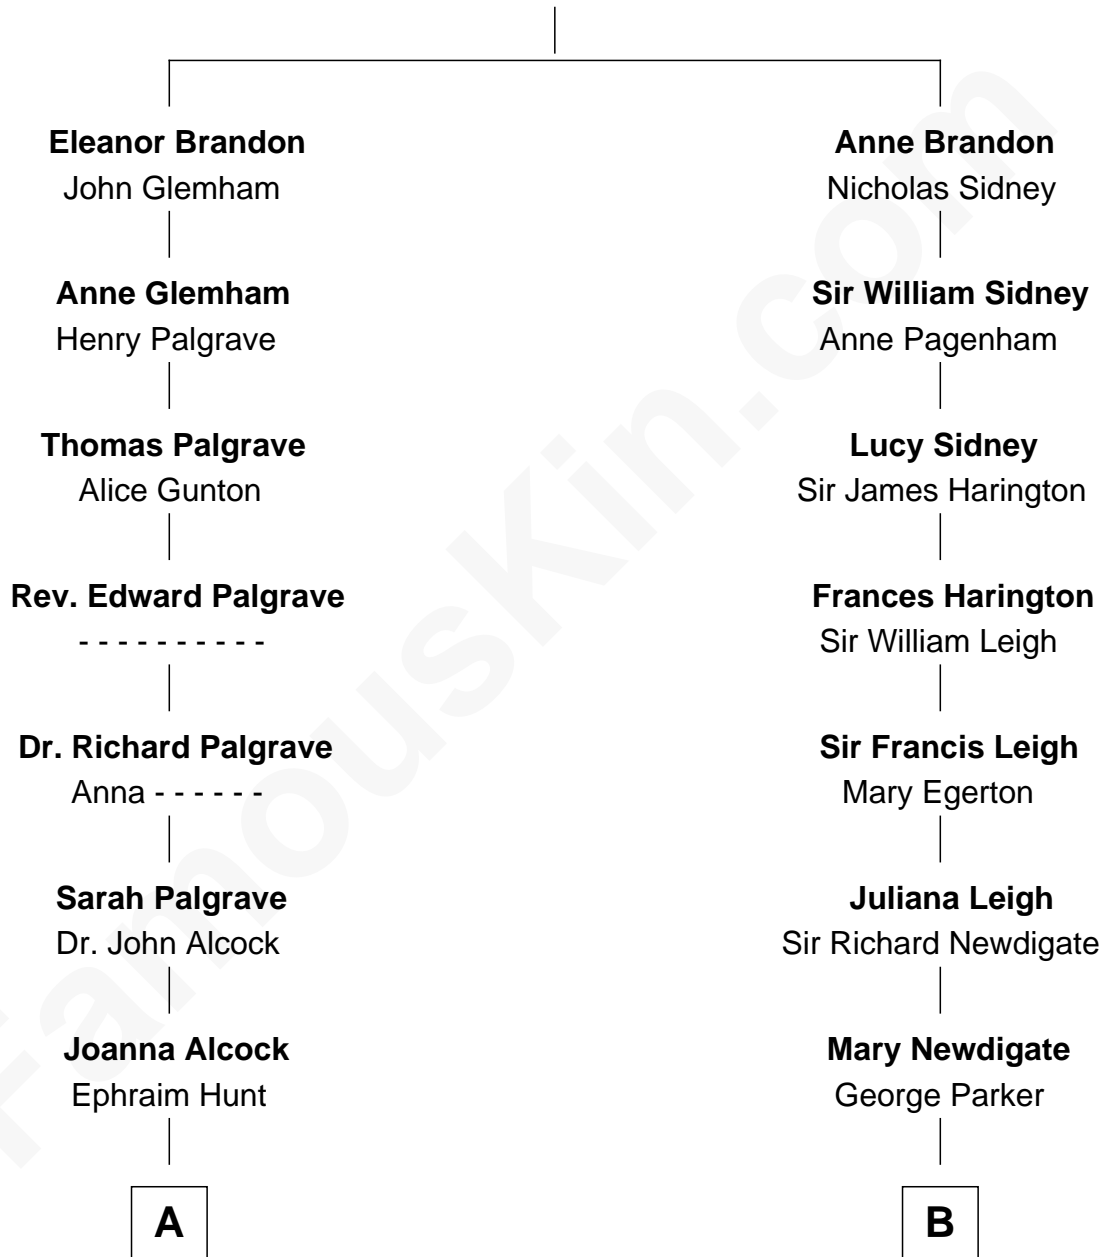 Eleanor Brandon
John Glemham
Anne Glemham
Henry Palgrave
Thomas Palgrave
Alice Gunton
Rev. Edward Palgrave
- - - - - - - - - -
Dr. Richard Palgrave
Anna - - - - - -
Sarah Palgrave
Dr. John Alcock
Joanna Alcock
Ephraim Hunt
A
Anne Brandon
Nicholas Sidney
Sir William Sidney
Anne Pagenham
Lucy Sidney
Sir James Harington
Frances Harington
Sir William Leigh
Sir Francis Leigh
Mary Egerton
Juliana Leigh
Sir Richard Newdigate
Mary Newdigate
George Parker
B
FamousKin.com